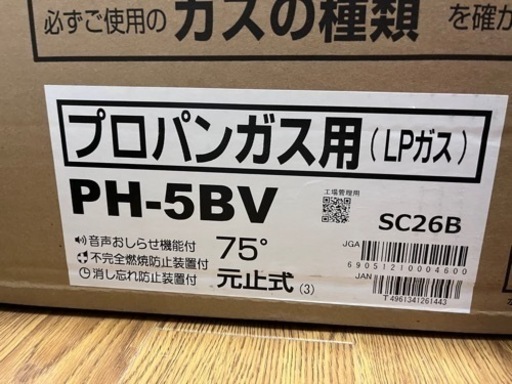 必ずご使用の ガスの種類 を確か
プロパンガス用(LPガス)
PH-5BV
工場管理用
SC26B
音声おしらせ機能付
不完全燃焼防止装置付
消し忘れ防止装置付
75°
元止式(3)
JGA
69051210004600
JAN
T4961341261443